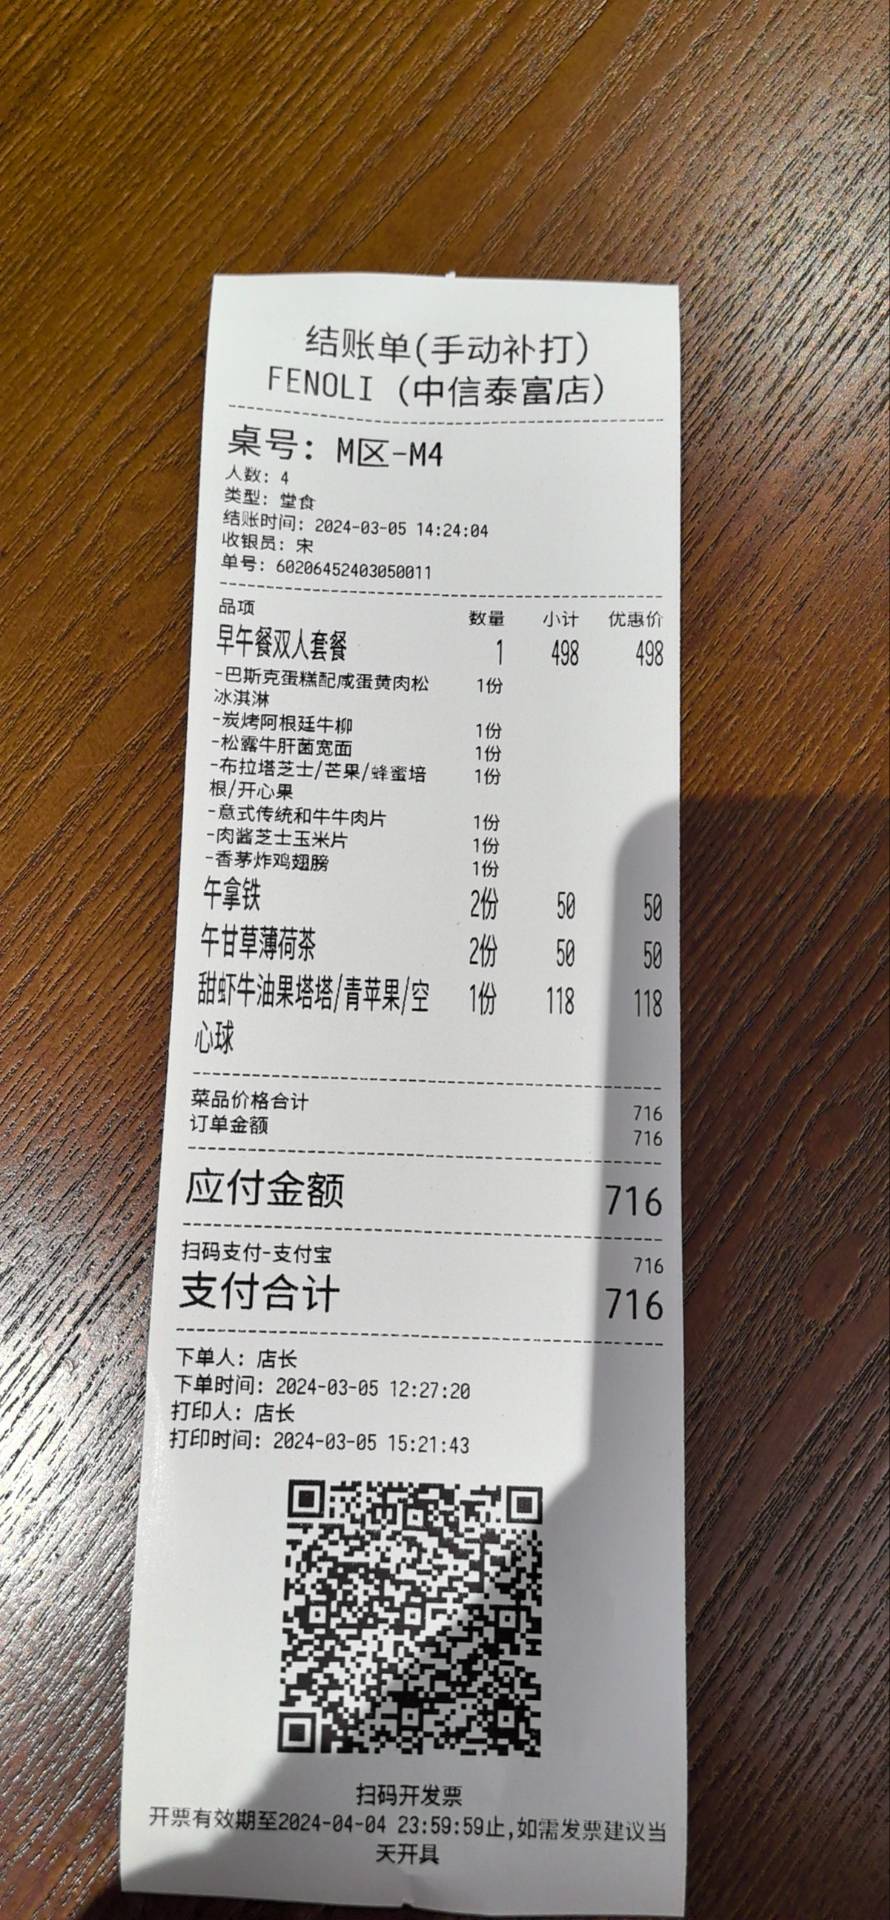 结账单(手动补打)
FENOLI (中信泰富店)
桌号: M区-M4
人数: 4
类型: 堂食
结账时间: 2024-03-05 14:24:04
收银员: 宋
单号: 60206452403050011
品项 数量 小计 优惠价
早午餐双人套餐 1 498 498
-巴斯克蛋糕配咸蛋黄肉松 1份
冰淇淋
-炭烤阿根廷牛柳 1份
-松露牛肝菌宽面 1份
-布拉塔芝士/芒果/蜂蜜培 1份
根/开心果
-意式传统和牛牛肉片 1份
-肉酱芝士玉米片 1份
-香茅炸鸡翅膀 1份
午拿铁 2份 50 50
午甘草薄荷茶 2份 50 50
甜虾牛油果塔塔/青苹果/空 1份 118 118
心球
菜品价格合计 716
订单金额 716
应付金额 716
扫码支付-支付宝 716
支付合计 716
下单人: 店长
下单时间: 2024-03-05 12:27:20
打印人: 店长
打印时间: 2024-03-05 15:21:43
扫码开发票
开票有效期至2024-04-04 23:59:59止,如需发票建议当
天开具